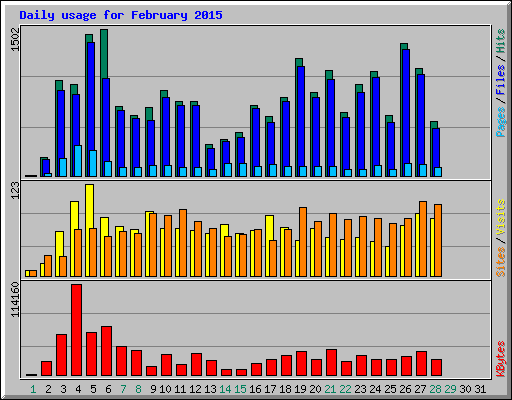 Daily usage for February 2015
1502
Pages / Files / Hits
123
Sites / Visits
114160
KBytes
1 2 3 4 5 6 7 8 9 10 11 12 13 14 15 16 17 18 19 20 21 22 23 24 25 26 27 28 29 30 31